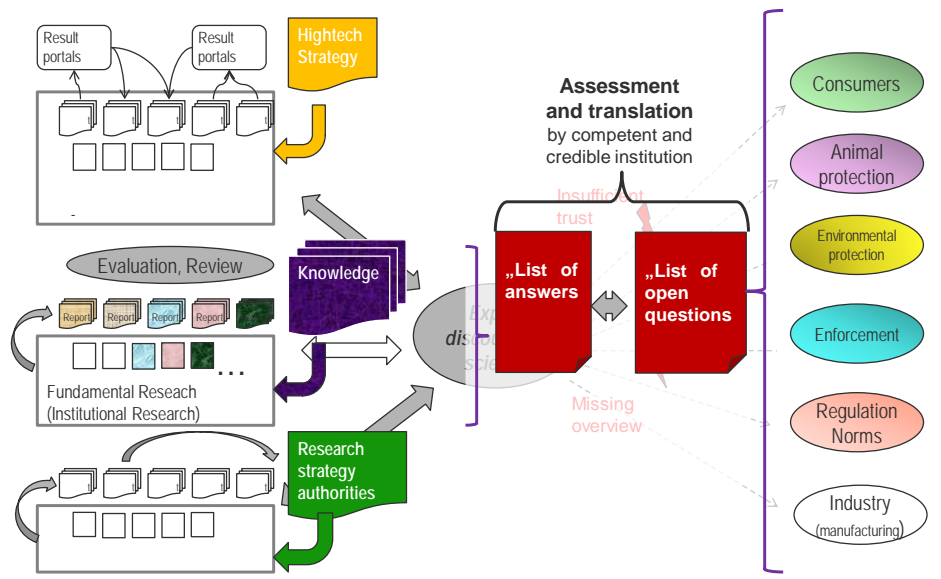 Result
portals
Result
portals
Hightech
Strategy
Assessment
and translation
by competent and
credible institution
Consumers
Animal
protection
Environmental
protection
Enforcement
Regulation
Norms
Industry
(manufacturing)
Insufficient
trust
Missing
overview
„List of
answers
„List of
open
questions
Evaluation, Review
Knowledge
Report
Report
Report
Report
...
Fundamental Reseach
(Institutional Research)
Research
strategy
authorities